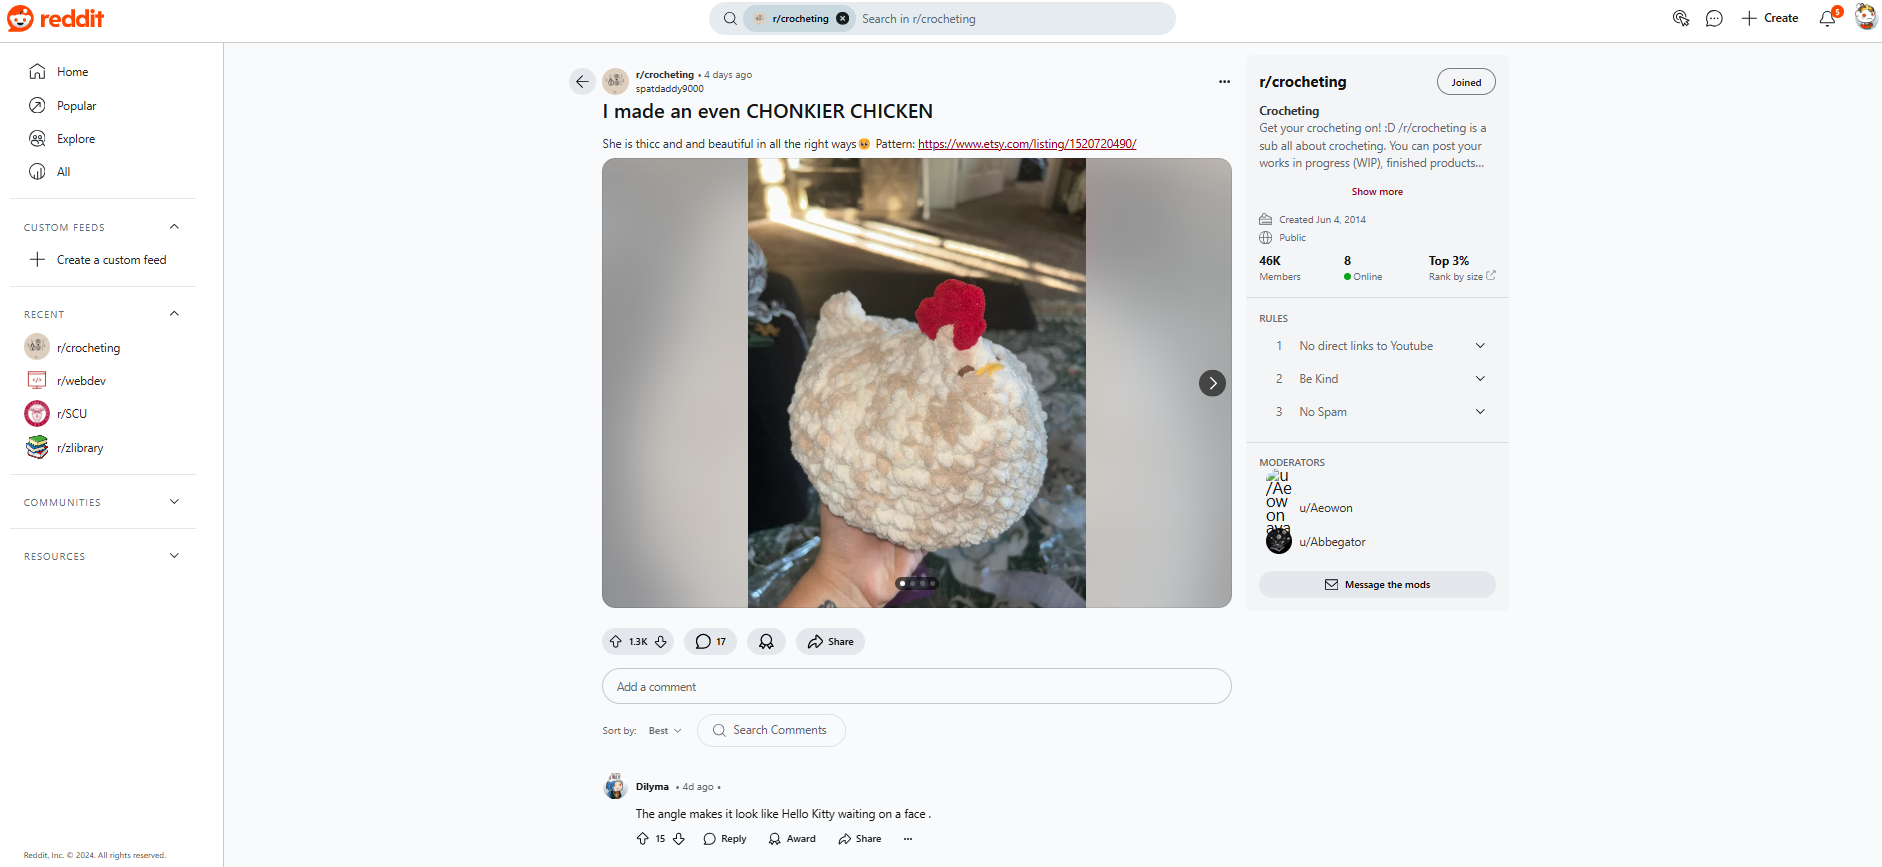 reddit
r/crocheting
Search in r/crocheting
Create
5
Home
Popular
Explore
All
CUSTOM FEEDS
Create a custom feed
RECENT
r/crocheting
r/webdev
r/SCU
r/zlibrary
COMMUNITIES
RESOURCES
Reddit, Inc. © 2024. All rights reserved.
r/crocheting • 4 days ago
spatdaddy9000
I made an even CHONKIER CHICKEN
She is thicc and and beautiful in all the right ways😠 Pattern: https://www.etsy.com/listing/1520720490/
1.3K
17
Share
Add a comment
Sort by: Best
Search Comments
Dilyma • 4d ago •
The angle makes it look like Hello Kitty waiting on a face .
15 Reply Award Share
r/crocheting
Joined
Crocheting
Get your crocheting on! :D /r/crocheting is a
sub all about crocheting. You can post your
works in progress (WIP), finished products...
Show more
Created Jun 4, 2014
Public
46K 8 Top 3%
Members Online Rank by size
RULES
1 No direct links to Youtube
2 Be Kind
3 No Spam
MODERATORS
u
/Aeow
on
ava
u/Aeowon
u/Abbegator
Message the mods